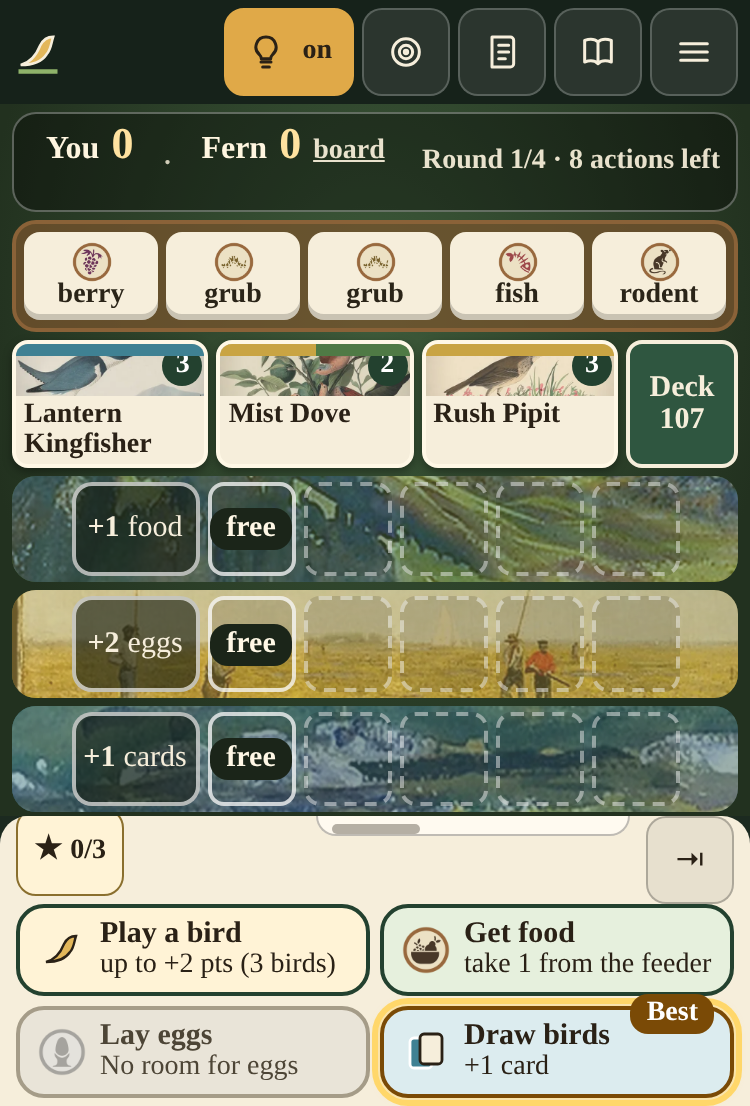 on
You 0 . Fern 0 board Round 1/4 · 8 actions left
berry grub grub fish rodent
3 2 3
Lantern Kingfisher
Mist Dove
Rush Pipit
Deck 107
+1 food free
+2 eggs free
+1 cards free
★ 0/3
Play a bird
up to +2 pts (3 birds)
Get food
take 1 from the feeder
Lay eggs
No room for eggs
Best
Draw birds
+1 card